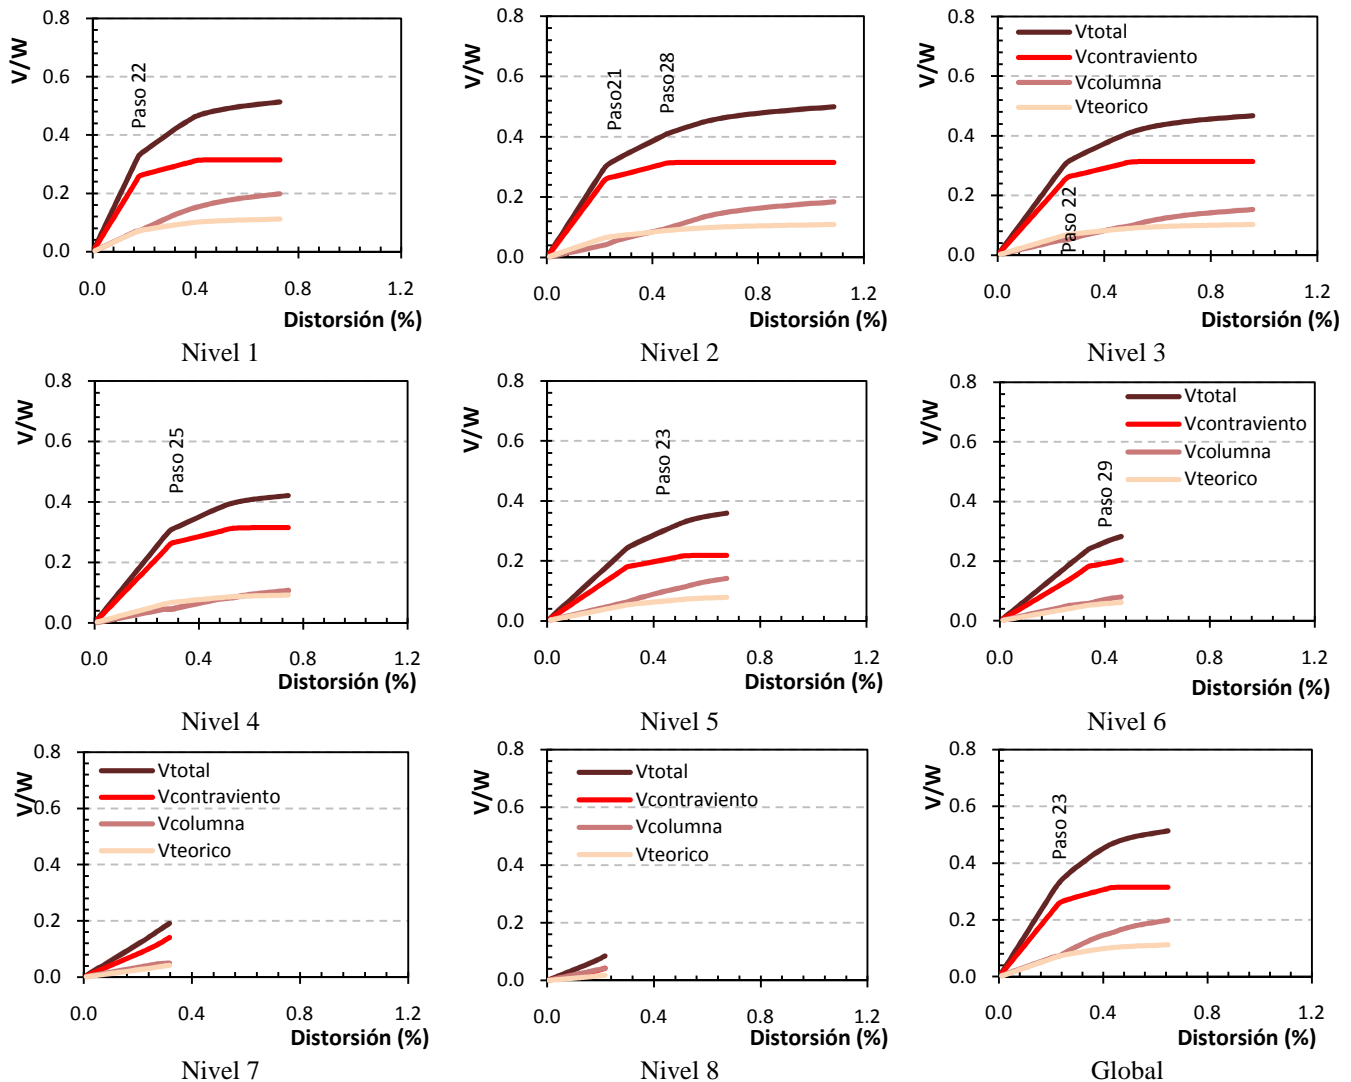 V/W
0.8
0.6
0.4
0.2
0.0
Paso 22
0.0 0.4 0.8 1.2
Distorsión (%)
Nivel 1
V/W
0.8
0.6
0.4
0.2
0.0
Paso21
Paso28
0.0 0.4 0.8 1.2
Distorsión (%)
Nivel 2
V/W
0.8
0.6
0.4
0.2
0.0
Vtotal
Vcontraviento
Vcolumna
Vteorico
Paso 22
0.0 0.4 0.8 1.2
Distorsión (%)
Nivel 3
V/W
0.8
0.6
0.4
0.2
0.0
Paso 25
0.0 0.4 0.8 1.2
Distorsión (%)
Nivel 4
V/W
0.8
0.6
0.4
0.2
0.0
Paso 23
0.0 0.4 0.8 1.2
Distorsión (%)
Nivel 5
V/W
0.8
0.6
0.4
0.2
0.0
Vtotal
Vcontraviento
Vcolumna
Vteorico
Paso 29
0.0 0.4 0.8 1.2
Distorsión (%)
Nivel 6
V/W
0.8
0.6
0.4
0.2
0.0
Vtotal
Vcontraviento
Vcolumna
Vteorico
0.0 0.4 0.8 1.2
Distorsión (%)
Nivel 7
V/W
0.8
0.6
0.4
0.2
0.0
Vtotal
Vcontraviento
Vcolumna
Vteorico
0.0 0.4 0.8 1.2
Distorsión (%)
Nivel 8
V/W
0.8
0.6
0.4
0.2
0.0
Paso 23
0.0 0.4 0.8 1.2
Distorsión (%)
Global